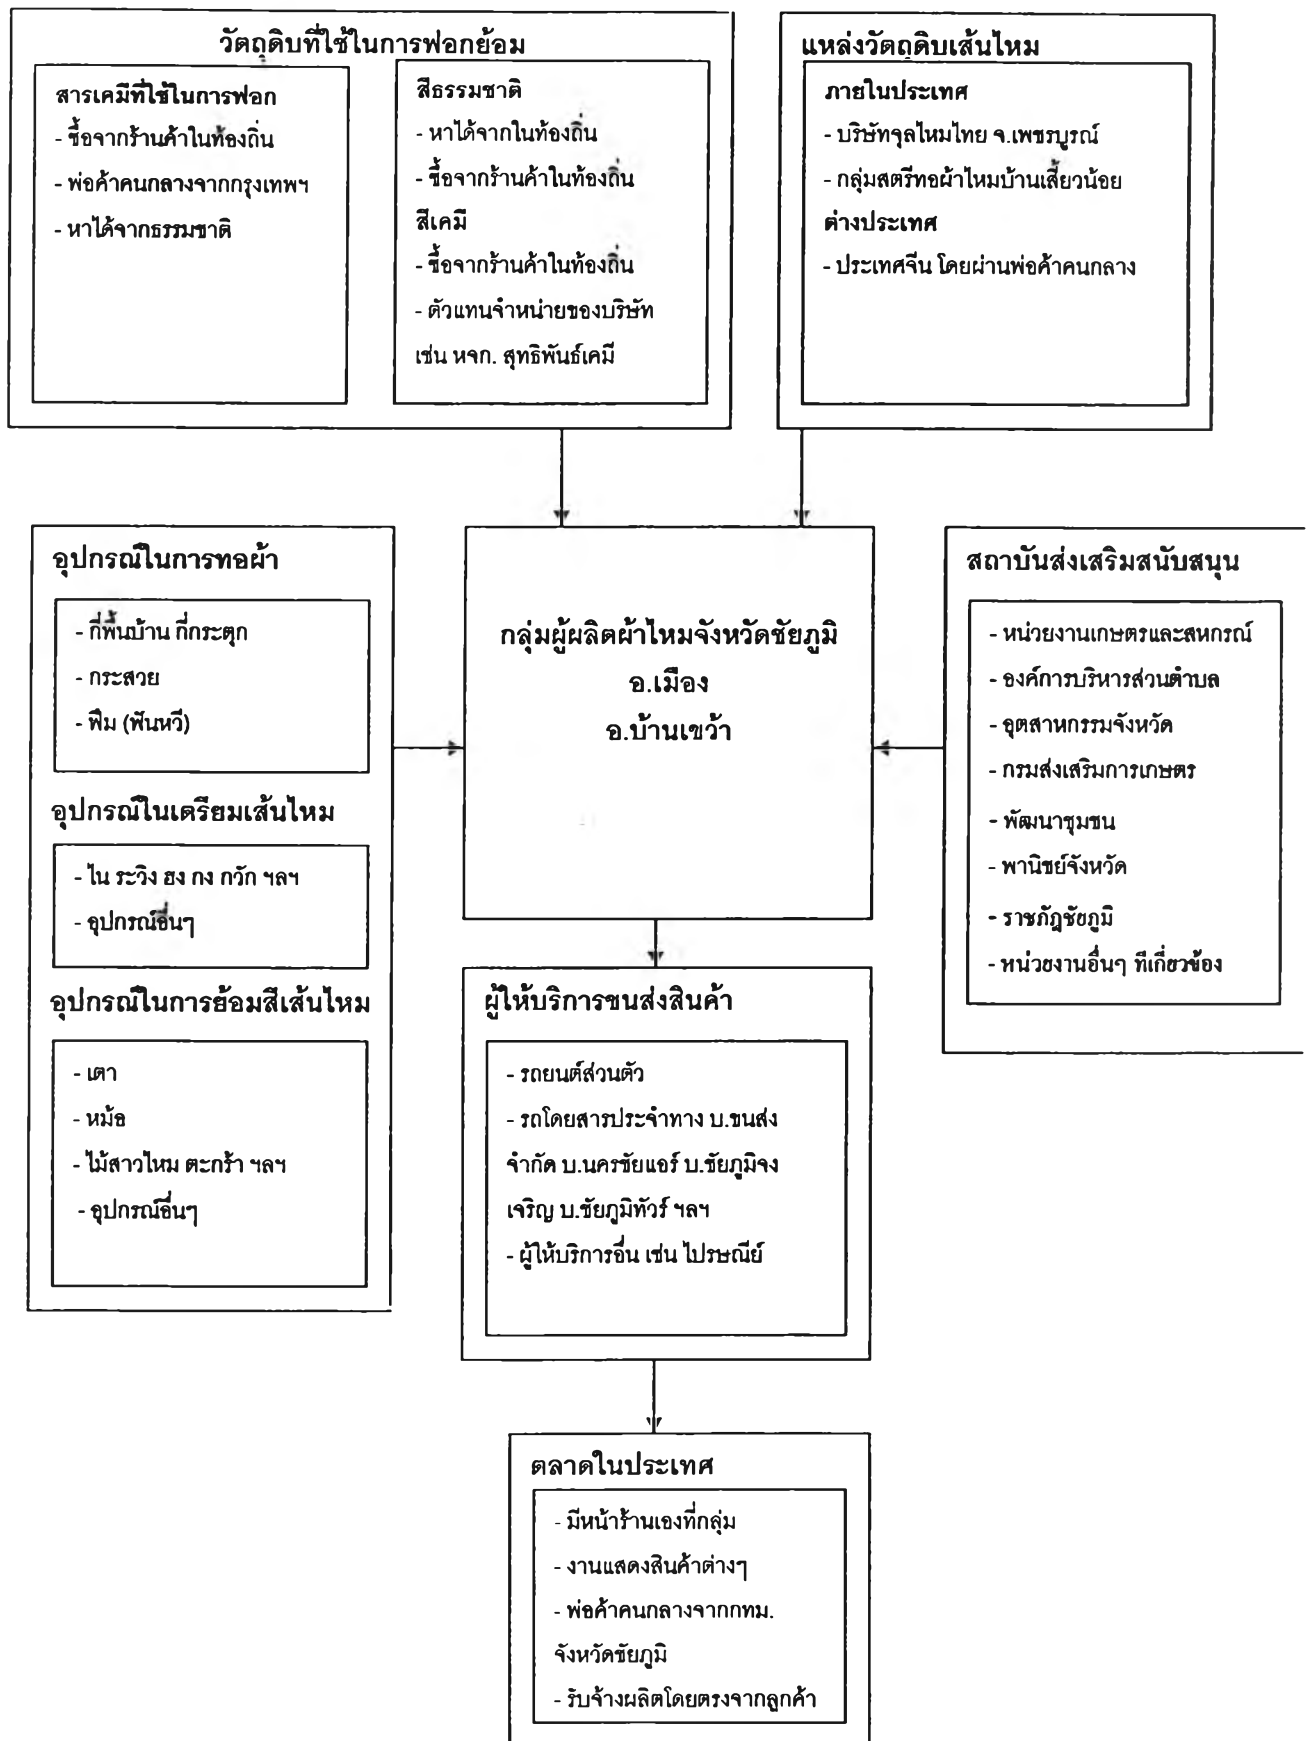 วัตถุดิบที่ใช้ในการฟอกย้อม
สารเคมีที่ใช้ในการฟอก
- ซื้อจากร้านค้าในท้องถิ่น
- พ่อค้าคนกลางจากกรุงเทพฯ
- หาได้จากธรรมชาติ
สีธรรมชาติ
- หาได้จากในท้องถิ่น
- ซื้อจากร้านค้าในท้องถิ่น
สีเคมี
- ซื้อจากร้านค้าในท้องถิ่น
- ตัวแทนจำหน่ายของบริษัท
เช่น หจก. สุทธิพันธ์เคมี
แหล่งวัตถุดิบเส้นไหม
ภายในประเทศ
- บริษัทจุลไหมไทย จ.เพชรบูรณ์
- กลุ่มสตรีทอผ้าไหมบ้านเสี้ยวน้อย
ต่างประเทศ
- ประเทศจีน โดยผ่านพ่อค้าคนกลาง
อุปกรณ์ในการทอผ้า
- กี่พื้นบ้าน กี่กระตุก
- กระสวย
- ฟืม (ฟันหวี)
อุปกรณ์ในเตรียมเส้นไหม
- ไน ระวิง ฮง กง กวัก ฯลฯ
- อุปกรณ์อื่นๆ
อุปกรณ์ในการย้อมสีเส้นไหม
- เตา
- หม้อ
- ไม้สาวไหม ตะกร้า ฯลฯ
- อุปกรณ์อื่นๆ
กลุ่มผู้ผลิตผ้าไหมจังหวัดชัยภูมิ
อ.เมือง
อ.บ้านเขว้า
สถาบันส่งเสริมสนับสนุน
- หน่วยงานเกษตรและสหกรณ์
- องค์การบริหารส่วนตำบล
- อุตสาหกรรมจังหวัด
- กรมส่งเสริมการเกษตร
- พัฒนาชุมชน
- พานิชย์จังหวัด
- ราชภัฎชัยภูมิ
- หน่วยงานอื่นๆ ทีเกี่ยวข้อง
ผู้ให้บริการขนส่งสินค้า
- รถยนต์ส่วนตัว
- รถโดยสารประจำทาง บ.ขนส่ง
จำกัด บ.นครชัยแอร์ บ.ชัยภูมิจง
เจริญ บ.ชัยภูมิทัวร์ ฯลฯ
- ผู้ให้บริการอื่น เช่น ไปรษณีย์
ตลาดในประเทศ
- มีหน้าร้านเองที่กลุ่ม
- งานแสดงสินค้าต่างๆ
- พ่อค้าคนกลางจากกทม.
จังหวัดชัยภูมิ
- รับจ้างผลิตโดยตรงจากลูกค้า